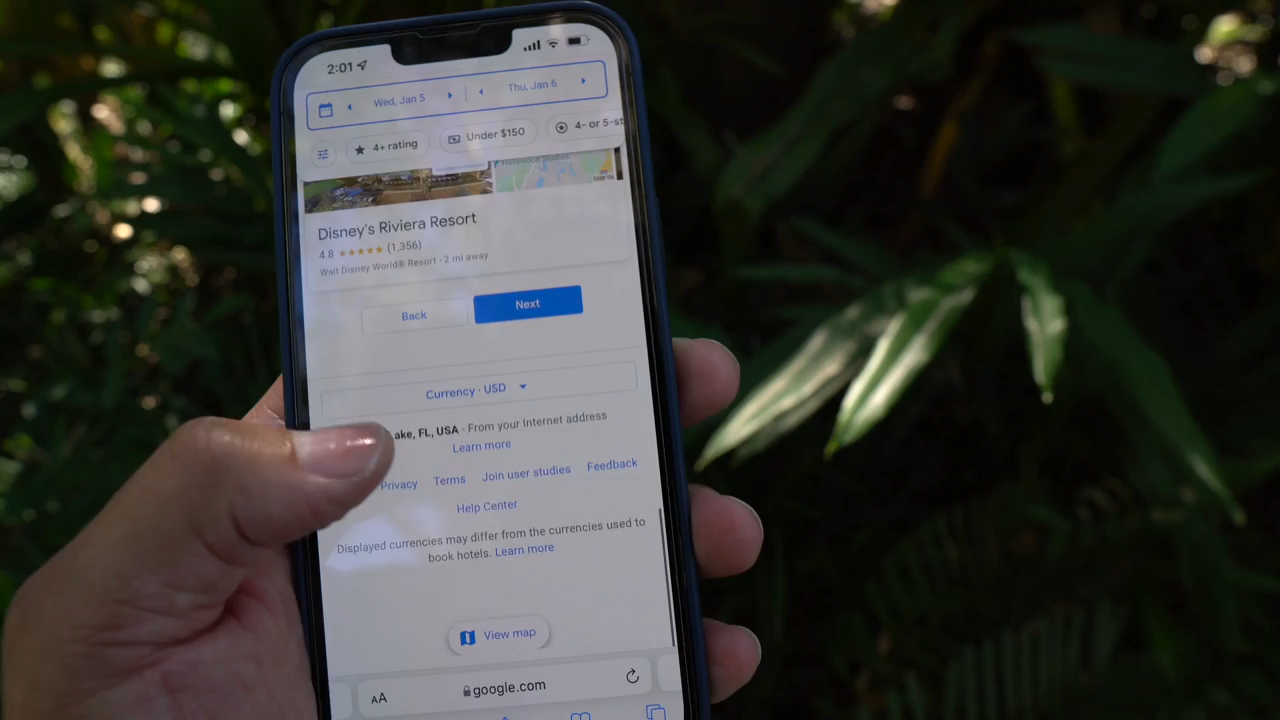 2:01
Wed, Jan 5 Thu, Jan 6
4+ rating Under $150 4- or 5-st
Hollywood Studios
Disney's Riviera Resort
4.8 (1,356)
Walt Disney World® Resort · 2 mi away
Back Next
Currency · USD
ake, FL, USA · From your Internet address
Learn more
Privacy Terms Join user studies Feedback
Help Center
Displayed currencies may differ from the currencies used to
book hotels. Learn more
View map
AA google.com